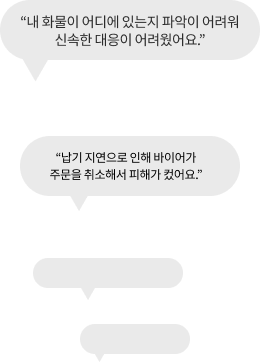 “내 화물이 어디에 있는지 파악이 어려워
신속한 대응이 어려웠어요.”
“납기 지연으로 인해 바이어가
주문을 취소해서 피해가 컸어요.”